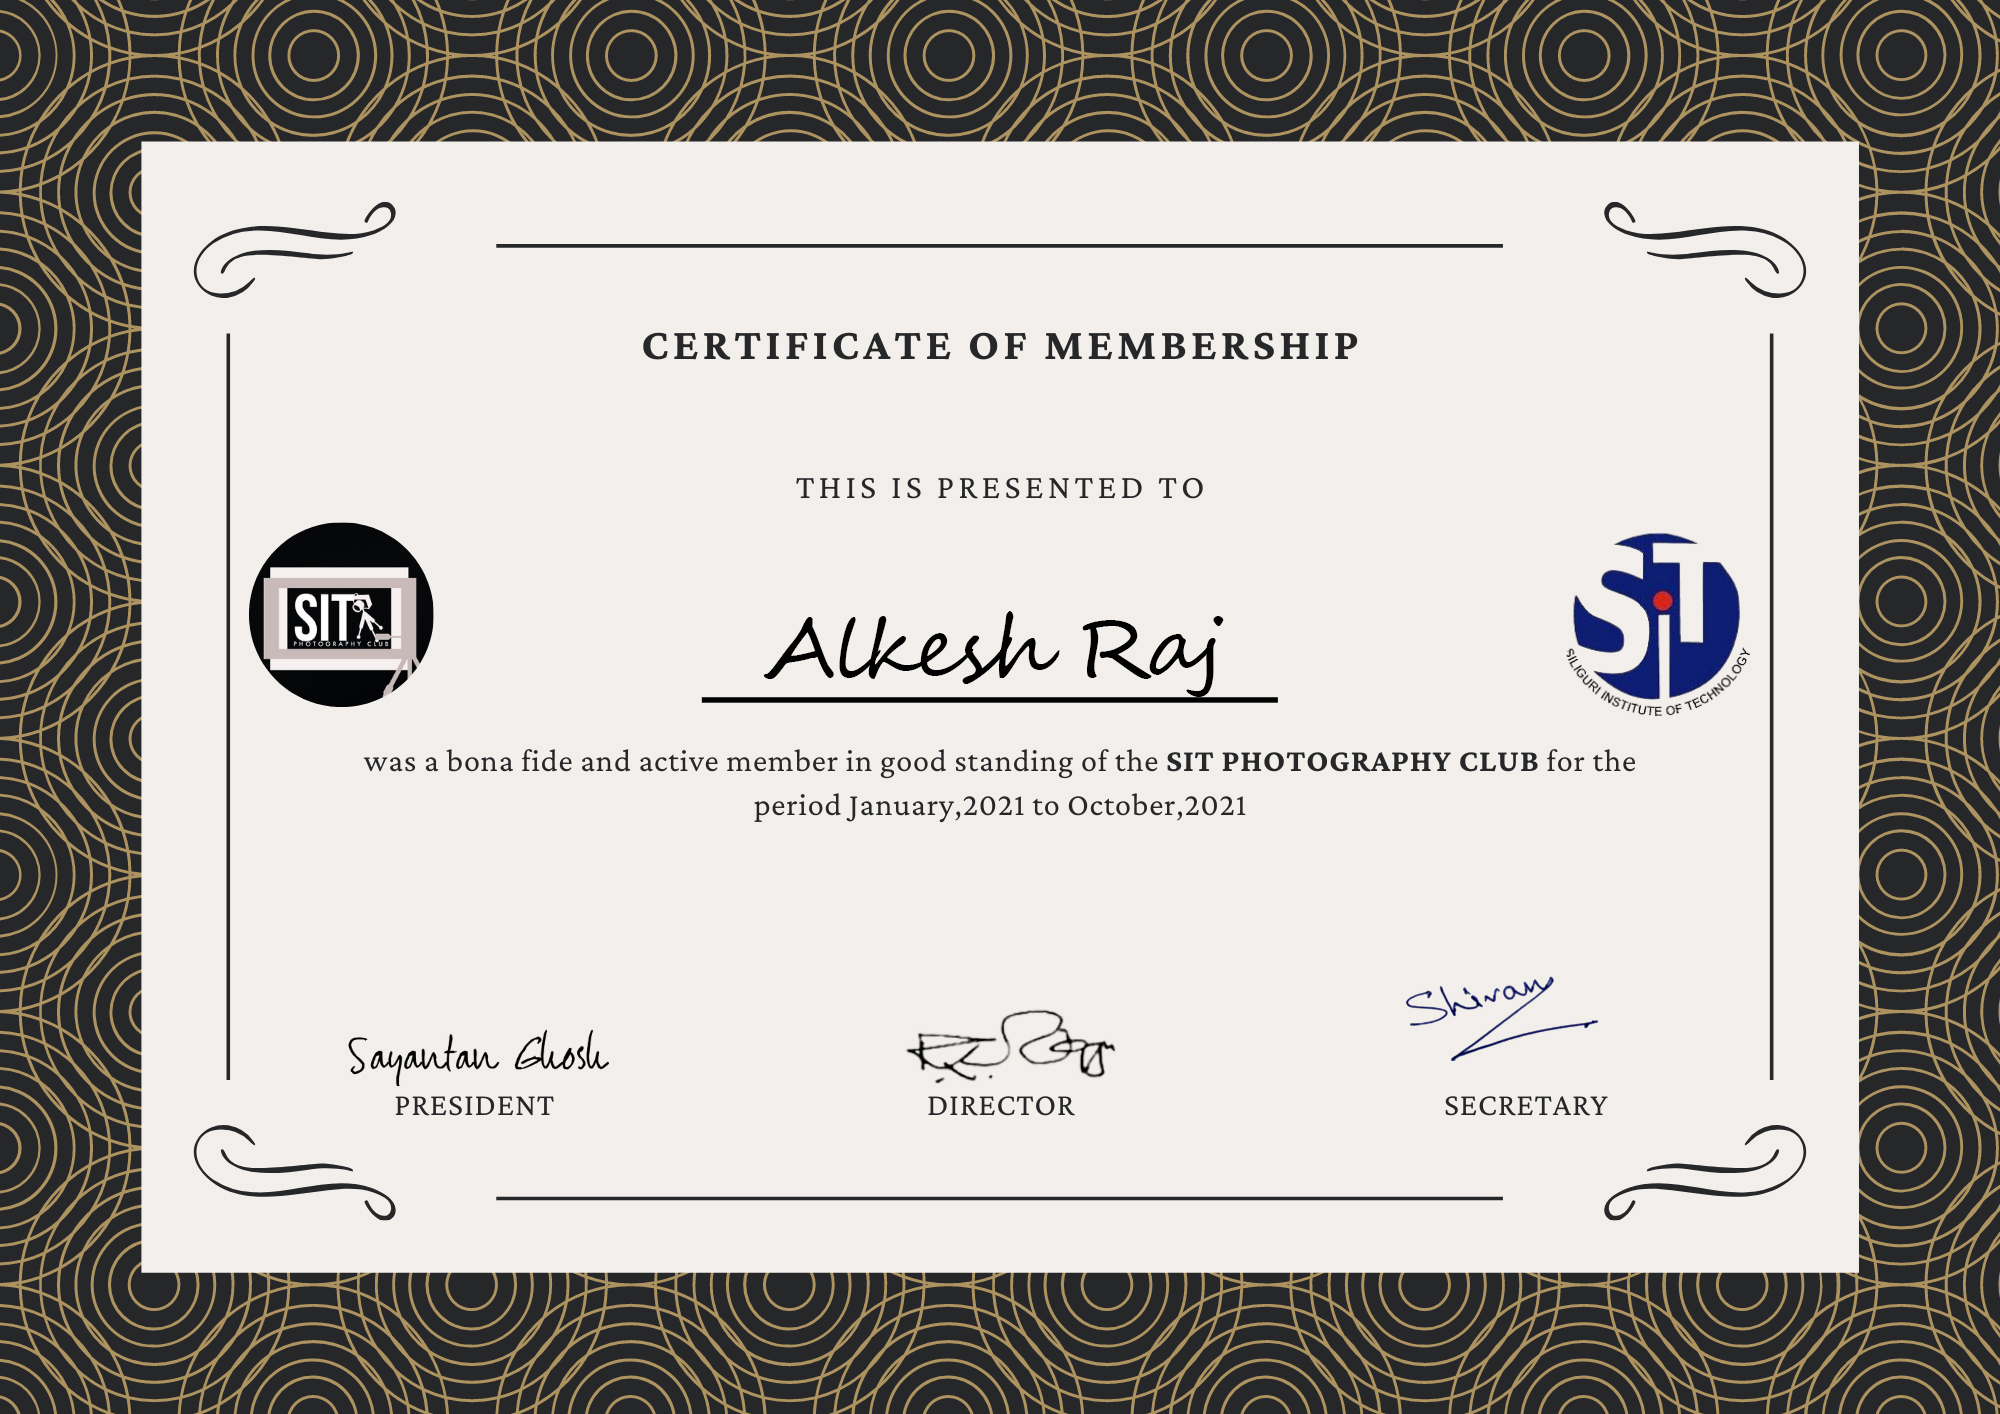 CERTIFICATE OF MEMBERSHIP
THIS IS PRESENTED TO
SIT
PHOTOGRAPHY CLUB
SiT
SILIGURI INSTITUTE OF TECHNOLOGY
Alkesh Raj
was a bona fide and active member in good standing of the SIT PHOTOGRAPHY CLUB for the
period January,2021 to October,2021
Sayantan Ghosh
PRESIDENT
DIRECTOR
SECRETARY